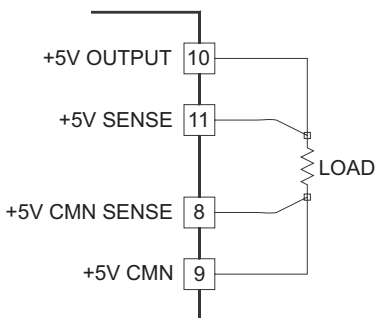 +5V OUTPUT 10
+5V SENSE 11
LOAD
+5V CMN SENSE 8
+5V CMN 9